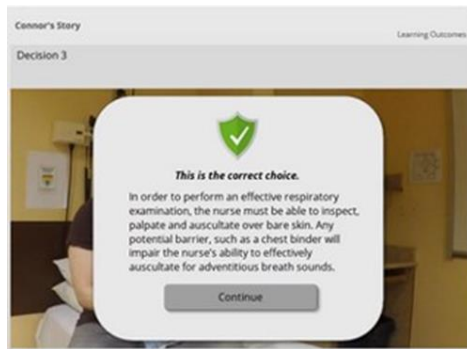 Connor's Story
Learning Outcomes
Decision 3
This is the correct choice.
In order to perform an effective respiratory
examination, the nurse must be able to inspect,
palpate and auscultate over bare skin. Any
potential barrier, such as a chest binder will
impair the nurse's ability to effectively
auscultate for adventitious breath sounds.
Continue